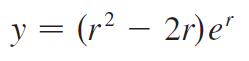 y = (r² − 2r)eʳ